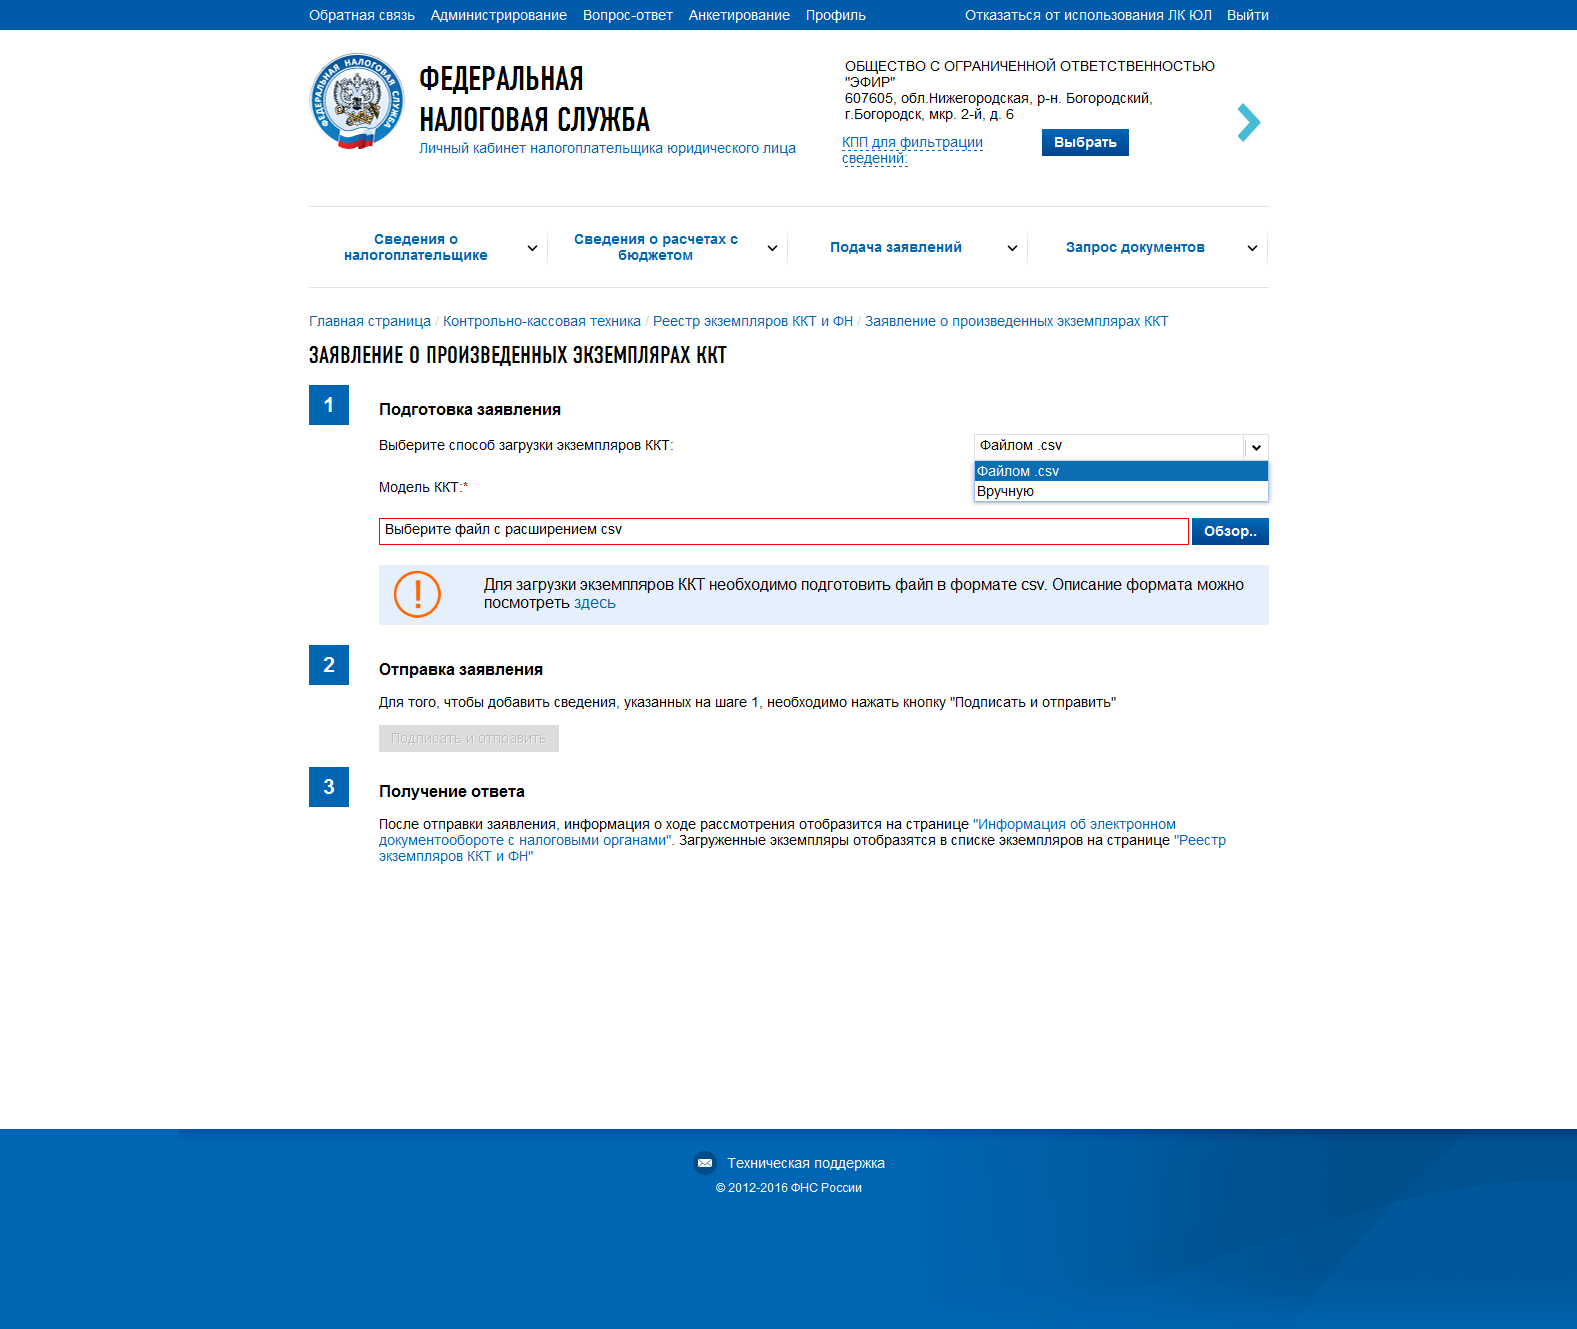 Обратная связь Администрирование Вопрос-ответ Анкетирование Профиль Отказаться от использования ЛК ЮЛ Выйти
ФЕДЕРАЛЬНАЯ НАЛОГОВАЯ СЛУЖБА
ФЕДЕРАЛЬНАЯ
НАЛОГОВАЯ СЛУЖБА
Личный кабинет налогоплательщика юридического лица
ОБЩЕСТВО С ОГРАНИЧЕННОЙ ОТВЕТСТВЕННОСТЬЮ
"ЭФИР"
607605, обл.Нижегородская, р-н. Богородский,
г.Богородск, мкр. 2-й, д. 6
КПП для фильтрации
сведений:
Выбрать
Сведения о
налогоплательщике
Сведения о расчетах с
бюджетом
Подача заявлений
Запрос документов
Главная страница / Контрольно-кассовая техника / Реестр экземпляров ККТ и ФН / Заявление о произведенных экземплярах ККТ
ЗАЯВЛЕНИЕ О ПРОИЗВЕДЕННЫХ ЭКЗЕМПЛЯРАХ ККТ
1
Подготовка заявления
Выберите способ загрузки экземпляров ККТ:
Файлом .csv
Файлом .csv
Вручную
Модель ККТ:*
Выберите файл с расширением csv
Обзор..
Для загрузки экземпляров ККТ необходимо подготовить файл в формате csv. Описание формата можно
посмотреть здесь
2
Отправка заявления
Для того, чтобы добавить сведения, указанных на шаге 1, необходимо нажать кнопку "Подписать и отправить"
Подписать и отправить
3
Получение ответа
После отправки заявления, информация о ходе рассмотрения отобразится на странице "Информация об электронном
документообороте с налоговыми органами". Загруженные экземпляры отобразятся в списке экземпляров на странице "Реестр
экземпляров ККТ и ФН"
Техническая поддержка
© 2012-2016 ФНС России